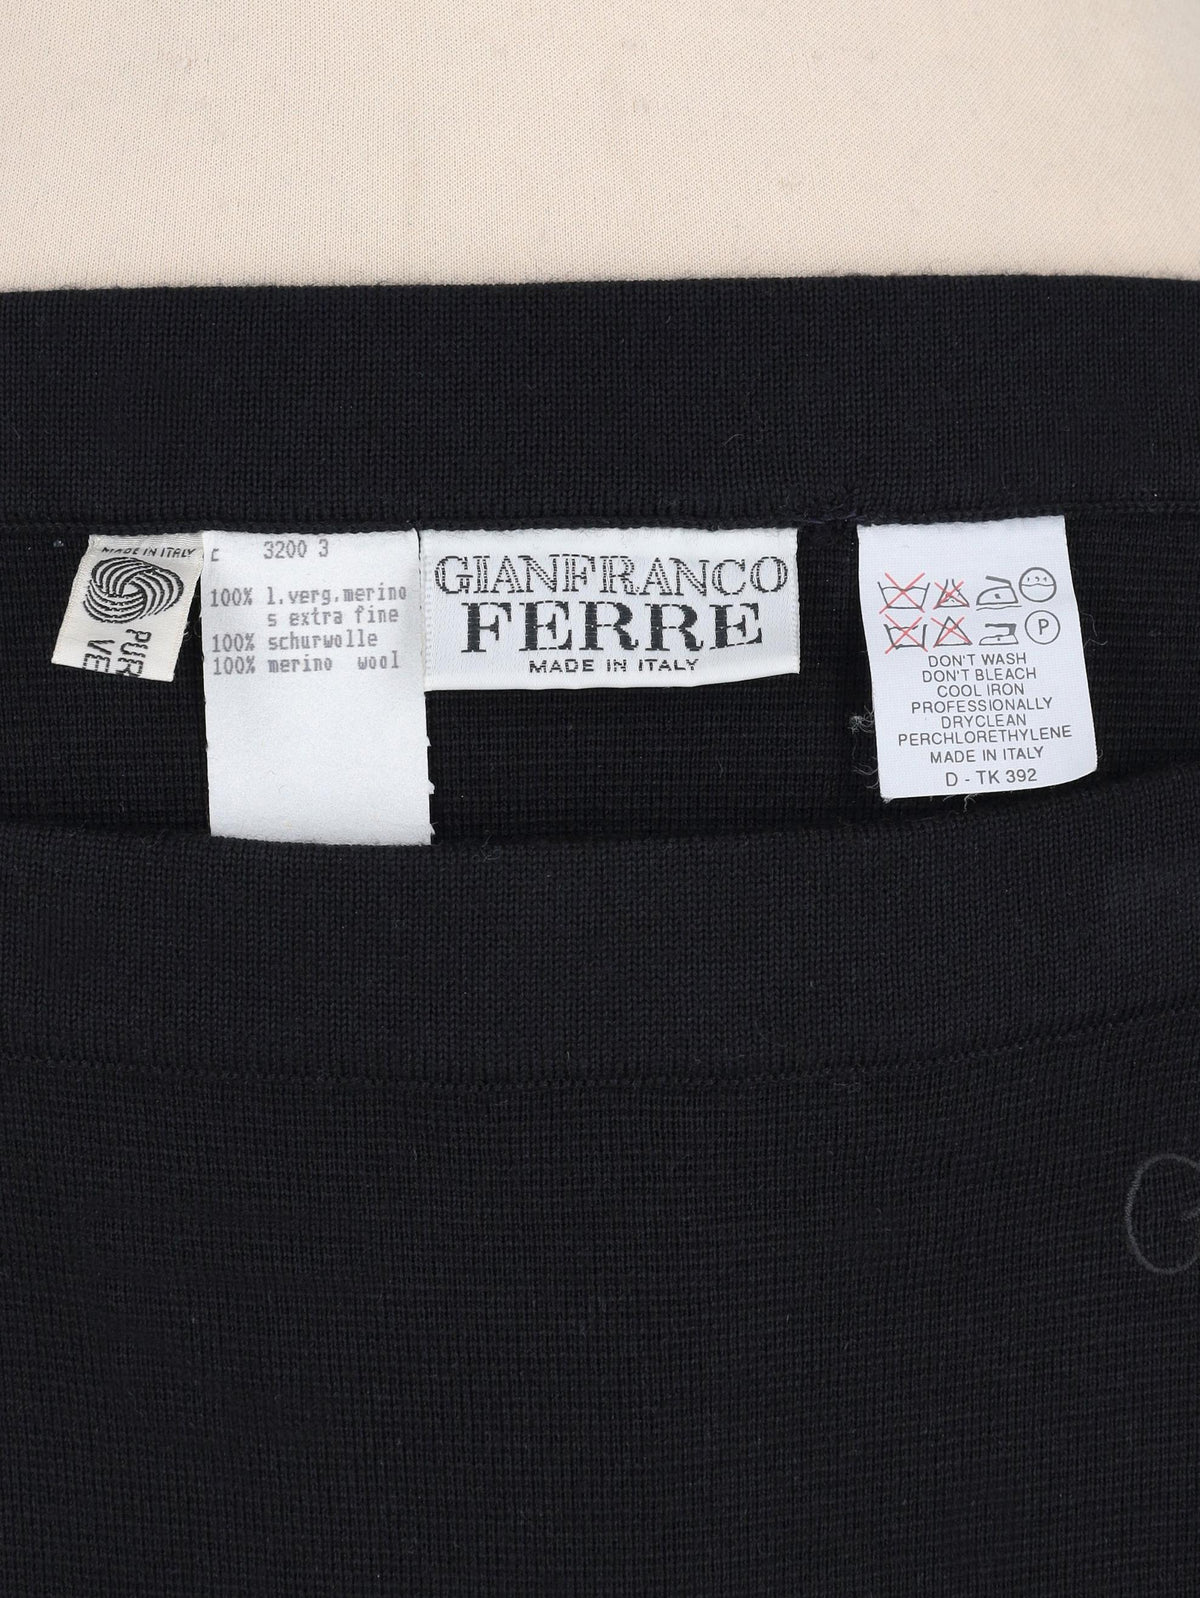 MADE IN ITALY
PUR
VE
C 3200 3
100% l.verg.merino
s extra fine
100% schurwolle
100% merino wool
GIANFRANCO
FERRE
MADE IN ITALY
P
DON'T WASH
DON'T BLEACH
COOL IRON
PROFESSIONALLY
DRYCLEAN
PERCHLORETHYLENE
MADE IN ITALY
D - TK 392
G